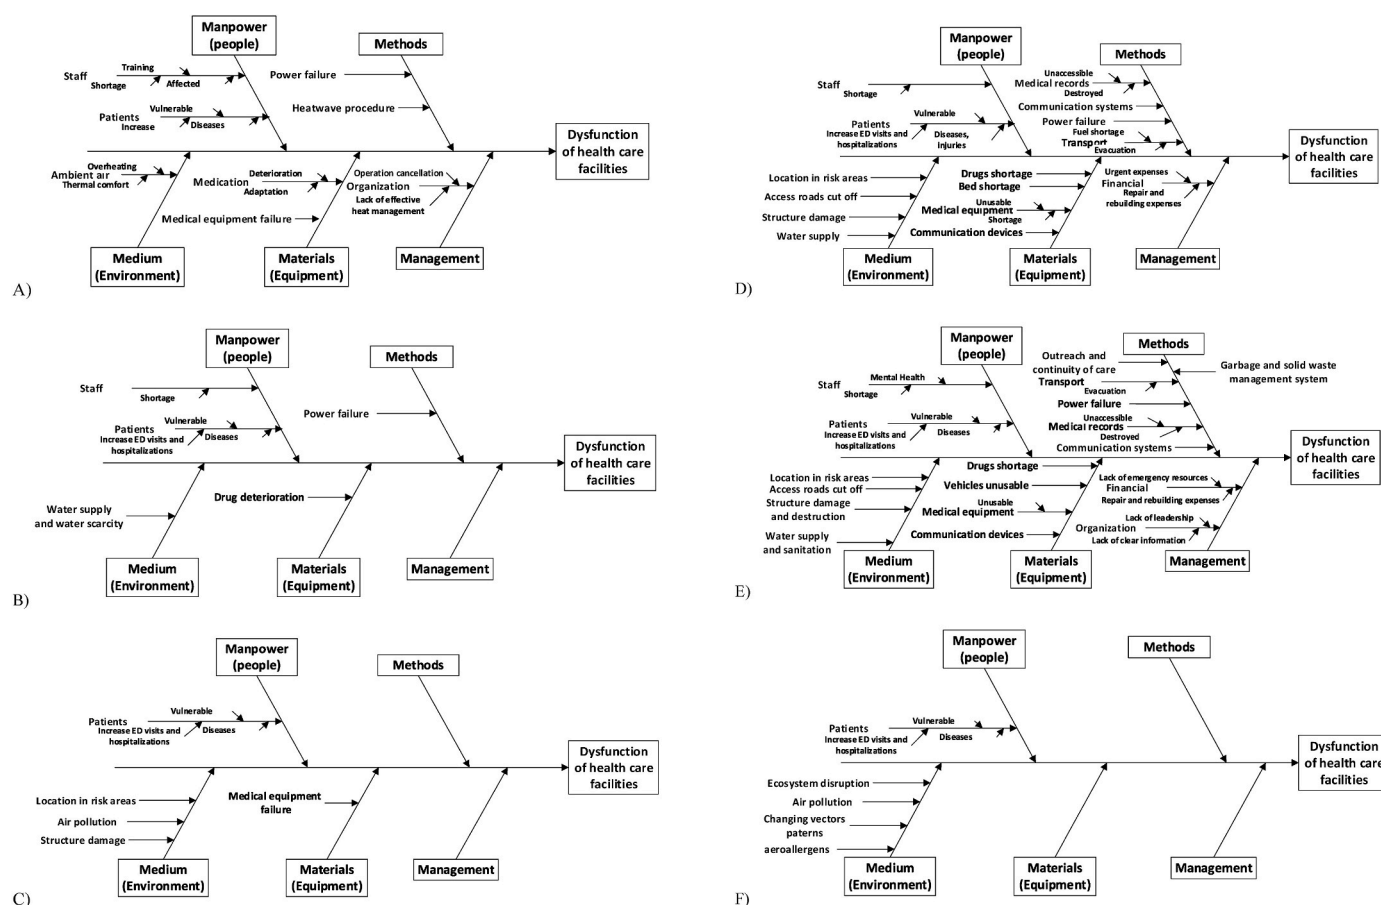 Manpower
(people)
Methods
Training
Staff
Shortage
Affected
Power failure
Vulnerable
Patients
Increase
Diseases
Heatwave procedure
Dysfunction
of health care
facilities
Overheating
Ambient air
Thermal comfort
Deterioration
Medication
Adaptation
Operation cancellation
Organization
Lack of effective
heat management
Medical equipment failure
Medium
(Environment)
Materials
(Equipment)
Management
A)
Manpower
(people)
Methods
Staff
Shortage
Vulnerable
Patients
Increase ED visits and
hospitalizations
Diseases
Power failure
Dysfunction
of health care
facilities
Water supply
and water scarcity
Drug deterioration
Medium
(Environment)
Materials
(Equipment)
Management
B)
Manpower
(people)
Methods
Vulnerable
Patients
Increase ED visits and
hospitalizations
Diseases
Dysfunction
of health care
facilities
Location in risk areas
Air pollution
Structure damage
Medical equipment
failure
Medium
(Environment)
Materials
(Equipment)
Management
C)
Manpower
(people)
Methods
Staff
Shortage
Vulnerable
Patients
Increase ED visits and
hospitalizations
Diseases,
injuries
Unaccessible
Medical records
Destroyed
Communication systems
Power failure
Fuel shortage
Transport
Evacuation
Dysfunction
of health care
facilities
Location in risk areas
Access roads cut off
Structure damage
Water supply
Drugs shortage
Bed shortage
Unusable
Medical equipment
Shortage
Communication devices
Urgent expenses
Financial
Repair and
rebuilding expenses
Medium
(Environment)
Materials
(Equipment)
Management
D)
Manpower
(people)
Methods
Mental Health
Staff
Shortage
Vulnerable
Patients
Increase ED visits and
hospitalizations
Diseases
Outreach and
continuity of care
Garbage and solid waste
management system
Transport
Evacuation
Power failure
Unaccessible
Medical records
Destroyed
Communication systems
Dysfunction
of health care
facilities
Location in risk areas
Access roads cut off
Structure damage
and destruction
Water supply
and sanitation
Drugs shortage
Vehicles unusable
Unusable
Medical equipment
Communication devices
Lack of emergency resources
Financial
Repair and rebuilding expenses
Lack of leadership
Organization
Lack of clear information
Medium
(Environment)
Materials
(Equipment)
Management
E)
Manpower
(people)
Methods
Vulnerable
Patients
Increase ED visits and
hospitalizations
Diseases
Dysfunction
of health care
facilities
Ecosystem disruption
Air pollution
Changing vectors
paterns
aeroallergens
Medium
(Environment)
Materials
(Equipment)
Management
F)